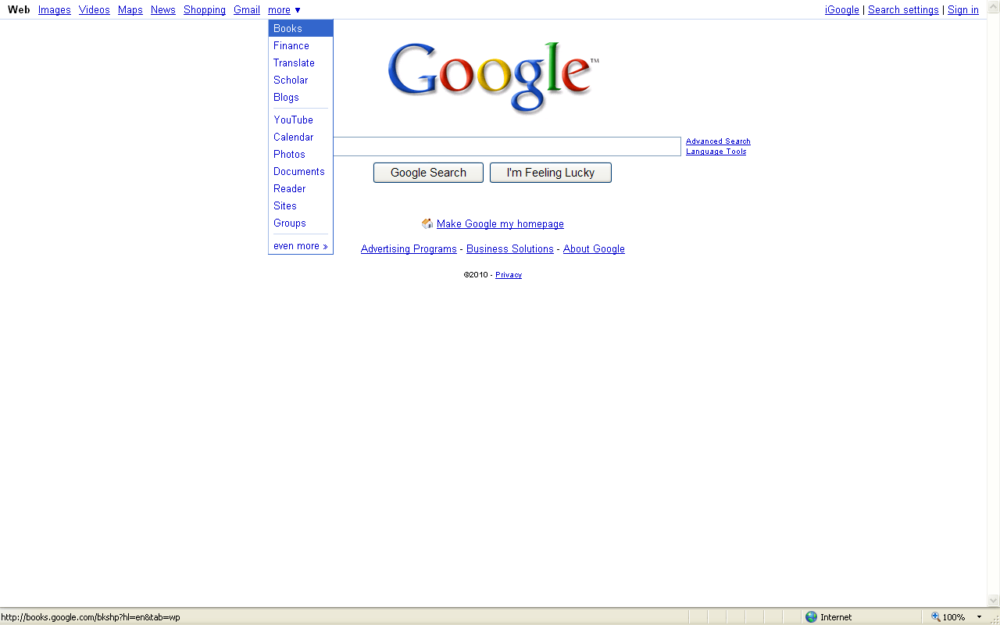 Web Images Videos Maps News Shopping Gmail more ▼ iGoogle | Search settings | Sign in
Books
Finance
Translate
Scholar
Blogs
YouTube
Calendar
Photos
Documents
Reader
Sites
Groups
even more »
Google™
Advanced Search
Language Tools
Google Search I'm Feeling Lucky
Make Google my homepage
Advertising Programs - Business Solutions - About Google
©2010 - Privacy
http://books.google.com/bkshp?hl=en&tab=wp Internet 100%